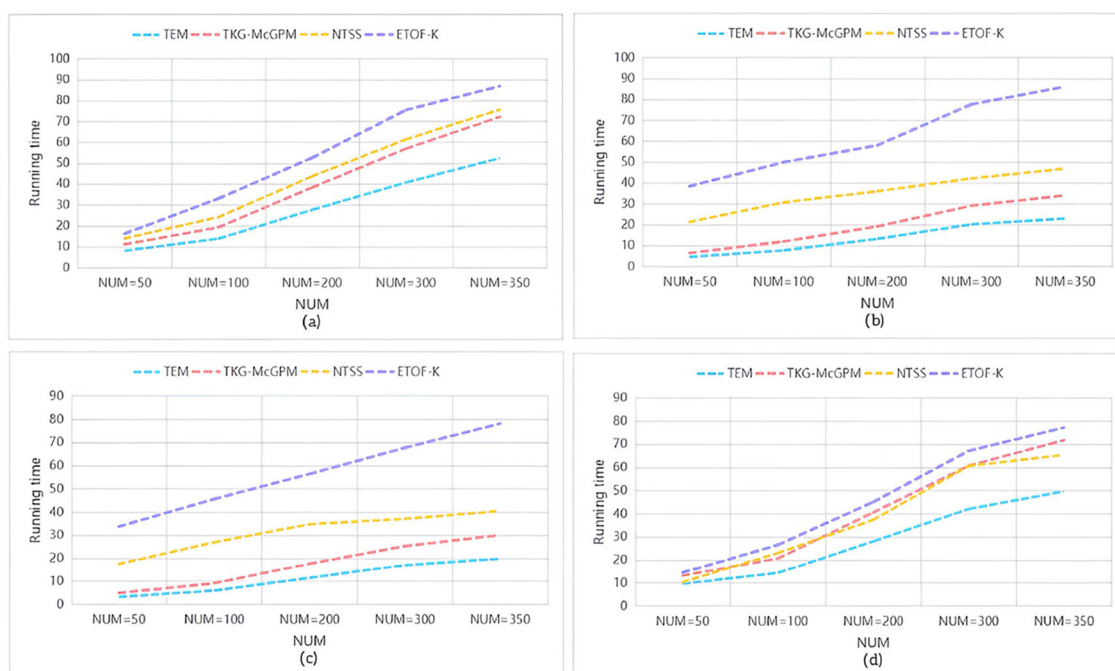 TEM TKG-McGPM NTSS ETOF-K
Running time
100
90
80
70
60
50
40
30
20
10
0
NUM=50 NUM=100 NUM=200 NUM=300 NUM=350
NUM
(a)
TEM TKG-McGPM NTSS ETOF-K
Running time
100
90
80
70
60
50
40
30
20
10
0
NUM=50 NUM=100 NUM=200 NUM=300 NUM=350
NUM
(b)
TEM TKG-McGPM NTSS ETOF-K
Running time
90
80
70
60
50
40
30
20
10
0
NUM=50 NUM=100 NUM=200 NUM=300 NUM=350
NUM
(c)
TEM TKG-McGPM NTSS ETOF-K
Running time
90
80
70
60
50
40
30
20
10
0
NUM=50 NUM=100 NUM=200 NUM=300 NUM=350
NUM
(d)